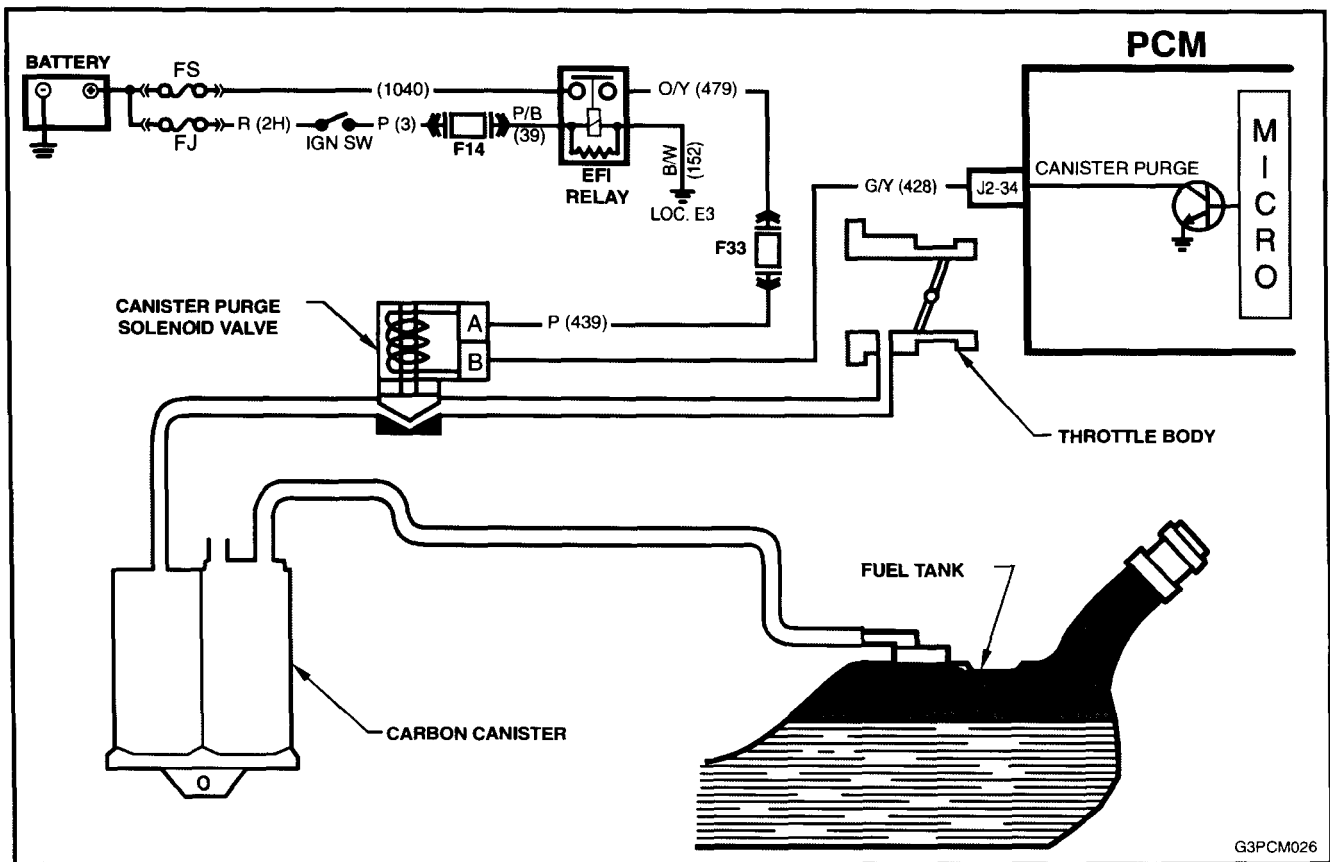 PCM
BATTERY
FS
(1040)
O/Y (479)
FJ
R (2H)
IGN SW
P (3)
F14
P/B
(39)
EFI
RELAY
B/W
(152)
LOC. E3
G/Y (428)
J2-34
CANISTER PURGE
MICRO
F33
CANISTER PURGE
SOLENOID VALVE
A
B
P (439)
THROTTLE BODY
FUEL TANK
CARBON CANISTER
G3PCM026